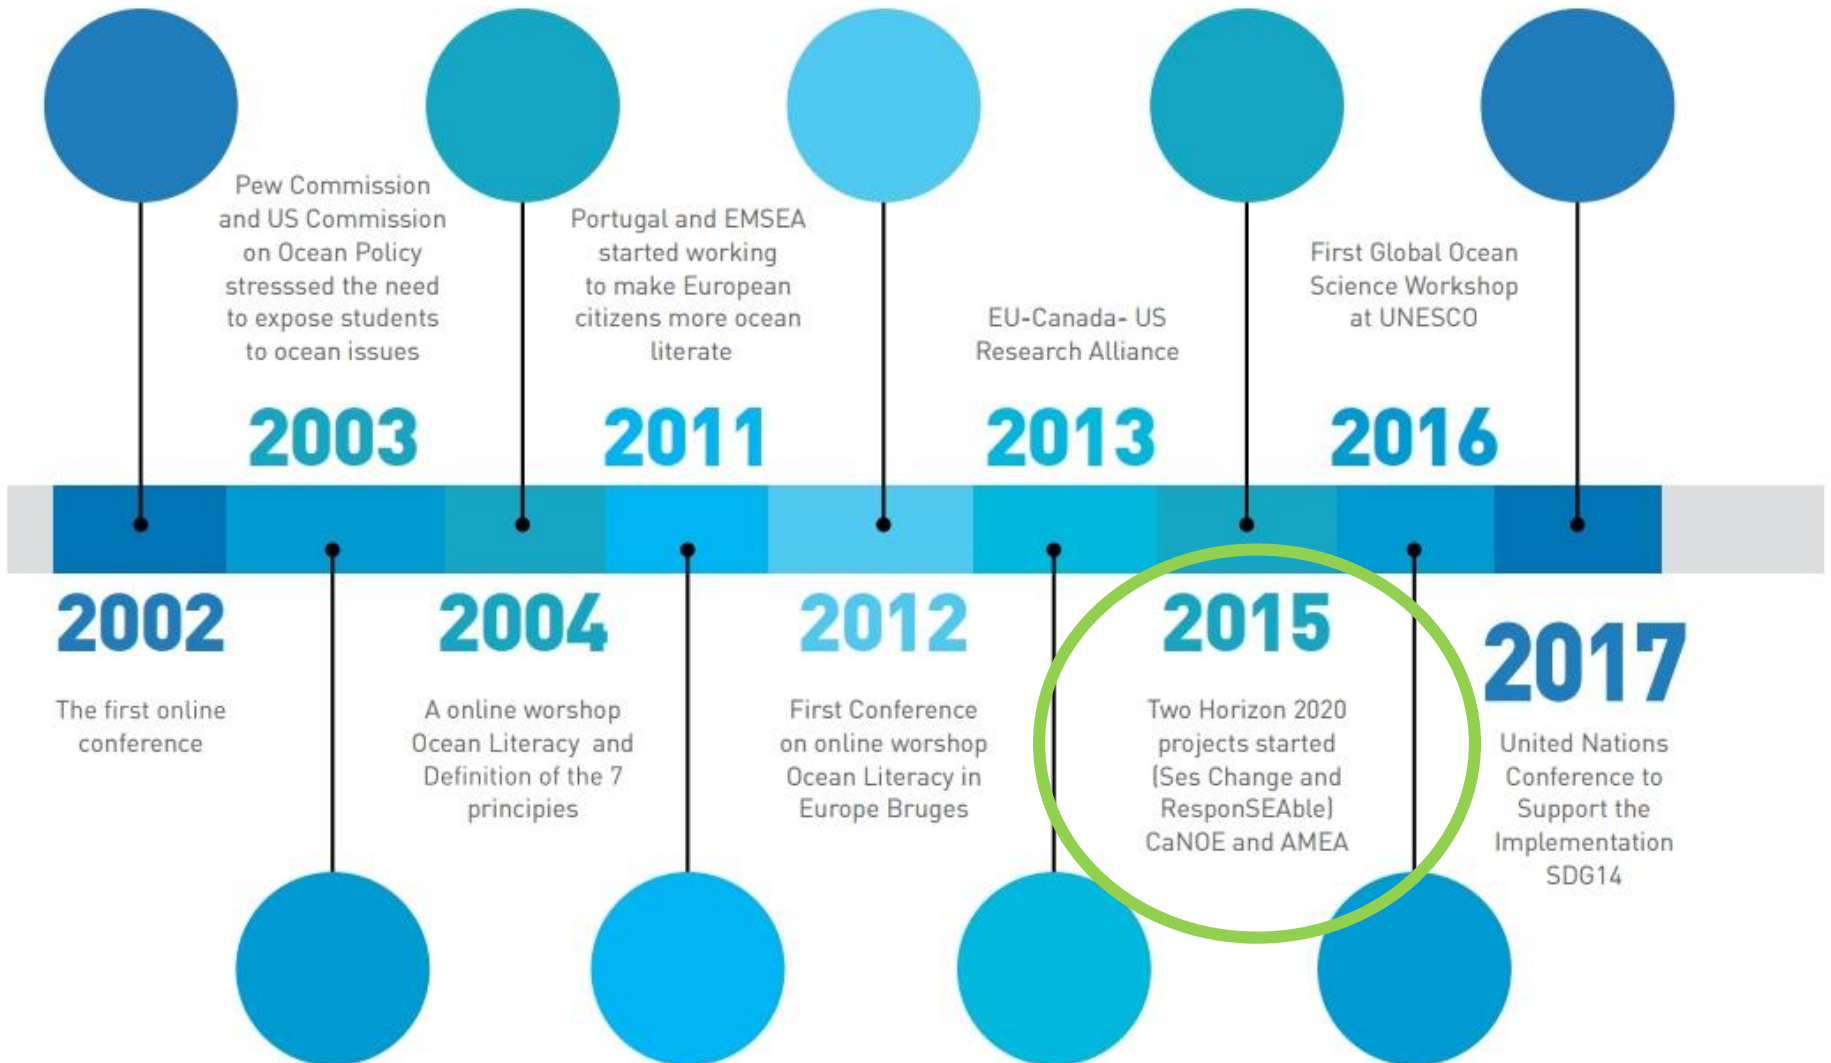 2002
The first online
conference
Pew Commission
and US Commission
on Ocean Policy
stresssed the need
to expose students
to ocean issues
2003
2004
A online worshop
Ocean Literacy and
Definition of the 7
principies
Portugal and EMSEA
started working
to make European
citizens more ocean
literate
2011
2012
First Conference
on online worshop
Ocean Literacy in
Europe Bruges
EU-Canada- US
Research Alliance
2013
2015
Two Horizon 2020
projects started
(Ses Change and
ResponSEAble)
CaNOE and AMEA
First Global Ocean
Science Workshop
at UNESCO
2016
2017
United Nations
Conference to
Support the
Implementation
SDG14